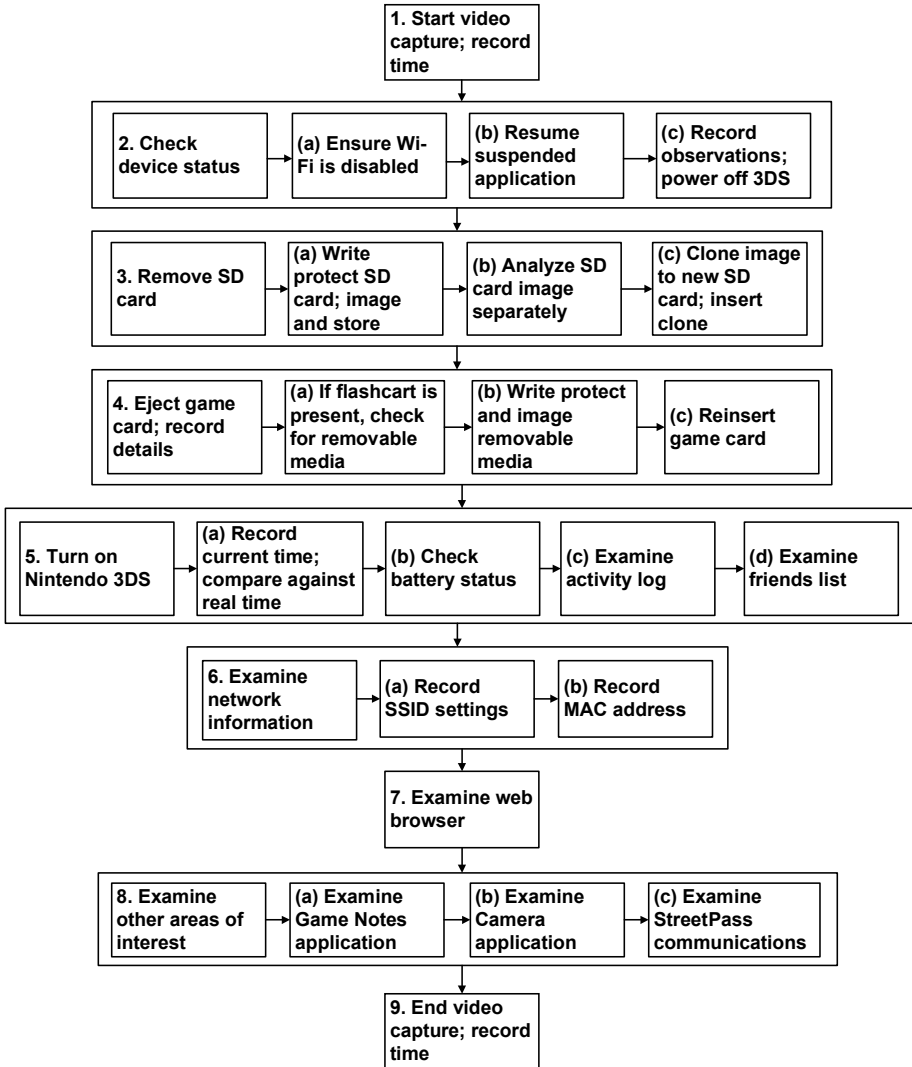 1. Start video
capture; record
time
2. Check
device status
(a) Ensure Wi-
Fi is disabled
(b) Resume
suspended
application
(c) Record
observations;
power off 3DS
3. Remove SD
card
(a) Write
protect SD
card; image
and store
(b) Analyze SD
card image
separately
(c) Clone image
to new SD
card; insert
clone
4. Eject game
card; record
details
(a) If flashcart is
present, check
for removable
media
(b) Write protect
and image
removable
media
(c) Reinsert
game card
5. Turn on
Nintendo 3DS
(a) Record
current time;
compare against
real time
(b) Check
battery status
(c) Examine
activity log
(d) Examine
friends list
6. Examine
network
information
(a) Record
SSID settings
(b) Record
MAC address
7. Examine web
browser
8. Examine
other areas of
interest
(a) Examine
Game Notes
application
(b) Examine
Camera
application
(c) Examine
StreetPass
communications
9. End video
capture; record
time